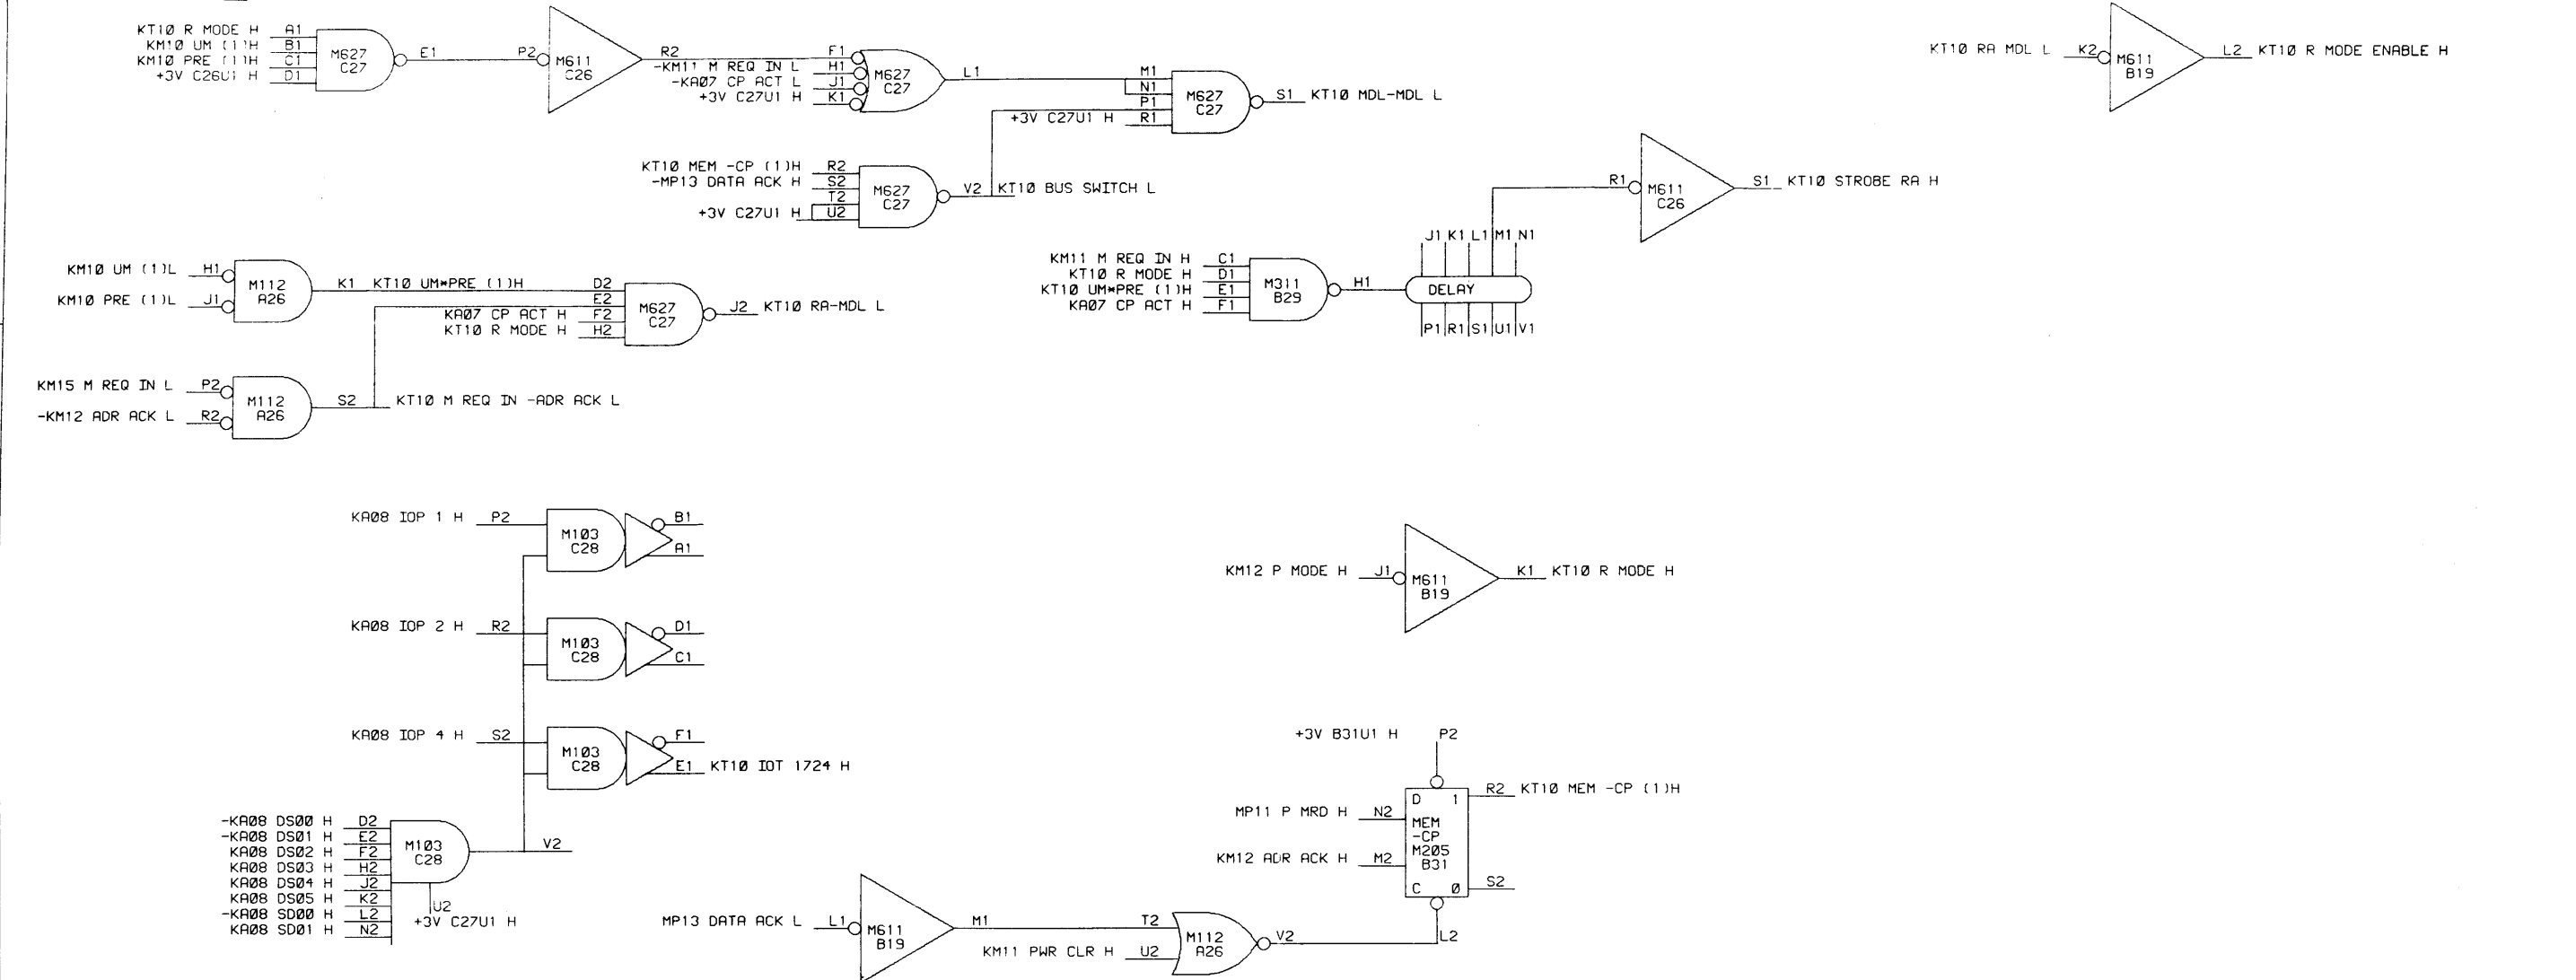 KT10 R MODE H A1
KM10 UM (1)H B1
KM10 PRE (1)H C1
+3V C26U1 H D1
M627
C27
E1
P2
M611
C26
R2
F1
-KM11 M REQ IN L H1
-KA07 CP ACT L J1
+3V C27U1 H K1
M627
C27
L1
M1
N1
P1
+3V C27U1 H R1
M627
C27
S1 KT10 MDL-MDL L
KT10 RA MDL L K2
M611
B19
L2 KT10 R MODE ENABLE H
KT10 MEM -CP (1)H R2
-MP13 DATA ACK H S2
T2
+3V C27U1 H U2
M627
C27
V2 KT10 BUS SWITCH L
R1
M611
C26
S1 KT10 STROBE RA H
KM10 UM (1)L H1
KM10 PRE (1)L J1
M112
A26
K1 KT10 UM*PRE (1)H D2
E2
KA07 CP ACT H F2
KT10 R MODE H H2
M627
C27
J2 KT10 RA-MDL L
KM11 M REQ IN H C1
KT10 R MODE H D1
KT10 UM*PRE (1)H E1
KA07 CP ACT H F1
M311
B29
H1
J1 K1 L1 M1 N1
DELAY
P1 R1 S1 U1 V1
KM15 M REQ IN L P2
-KM12 ADR ACK L R2
M112
A26
S2 KT10 M REQ IN -ADR ACK L
KA08 IOP 1 H P2
M103
C28
B1
A1
KA08 IOP 2 H R2
M103
C28
D1
C1
KA08 IOP 4 H S2
M103
C28
F1
E1 KT10 IOT 1724 H
KM12 P MODE H J1
M611
B19
K1 KT10 R MODE H
-KA08 DS00 H D2
-KA08 DS01 H E2
KA08 DS02 H F2
KA08 DS03 H H2
KA08 DS04 H J2
KA08 DS05 H K2
-KA08 SD00 H L2
KA08 SD01 H N2
M103
C28
V2
U2
+3V C27U1 H
+3V B31U1 H P2
D 1
R2 KT10 MEM -CP (1)H
MP11 P MRD H N2
MEM
-CP
M205
B31
KM12 ADR ACK H M2
C 0
S2
L2
MP13 DATA ACK L L1
M611
B19
M1
T2
KM11 PWR CLR H U2
M112
A26
V2